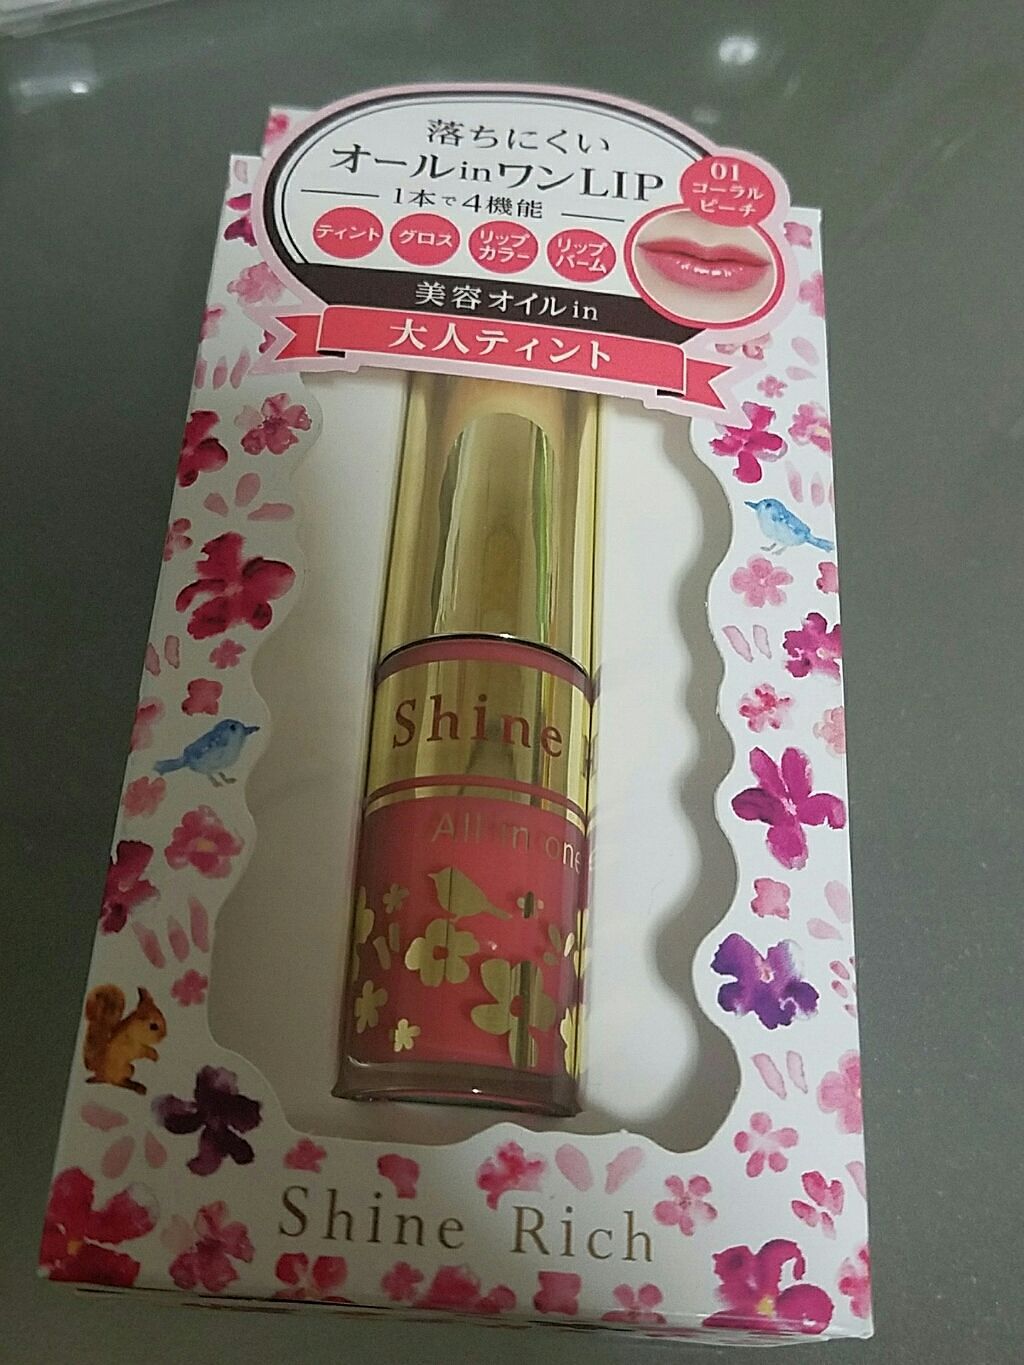 落ちにくい
オールinワンLIP
1本で4機能
ティント
グロス
リップ
カラー
リップ
バーム
01
コーラル
ピーチ
美容オイルin
大人ティント
Shine
All in one
Shine Rich